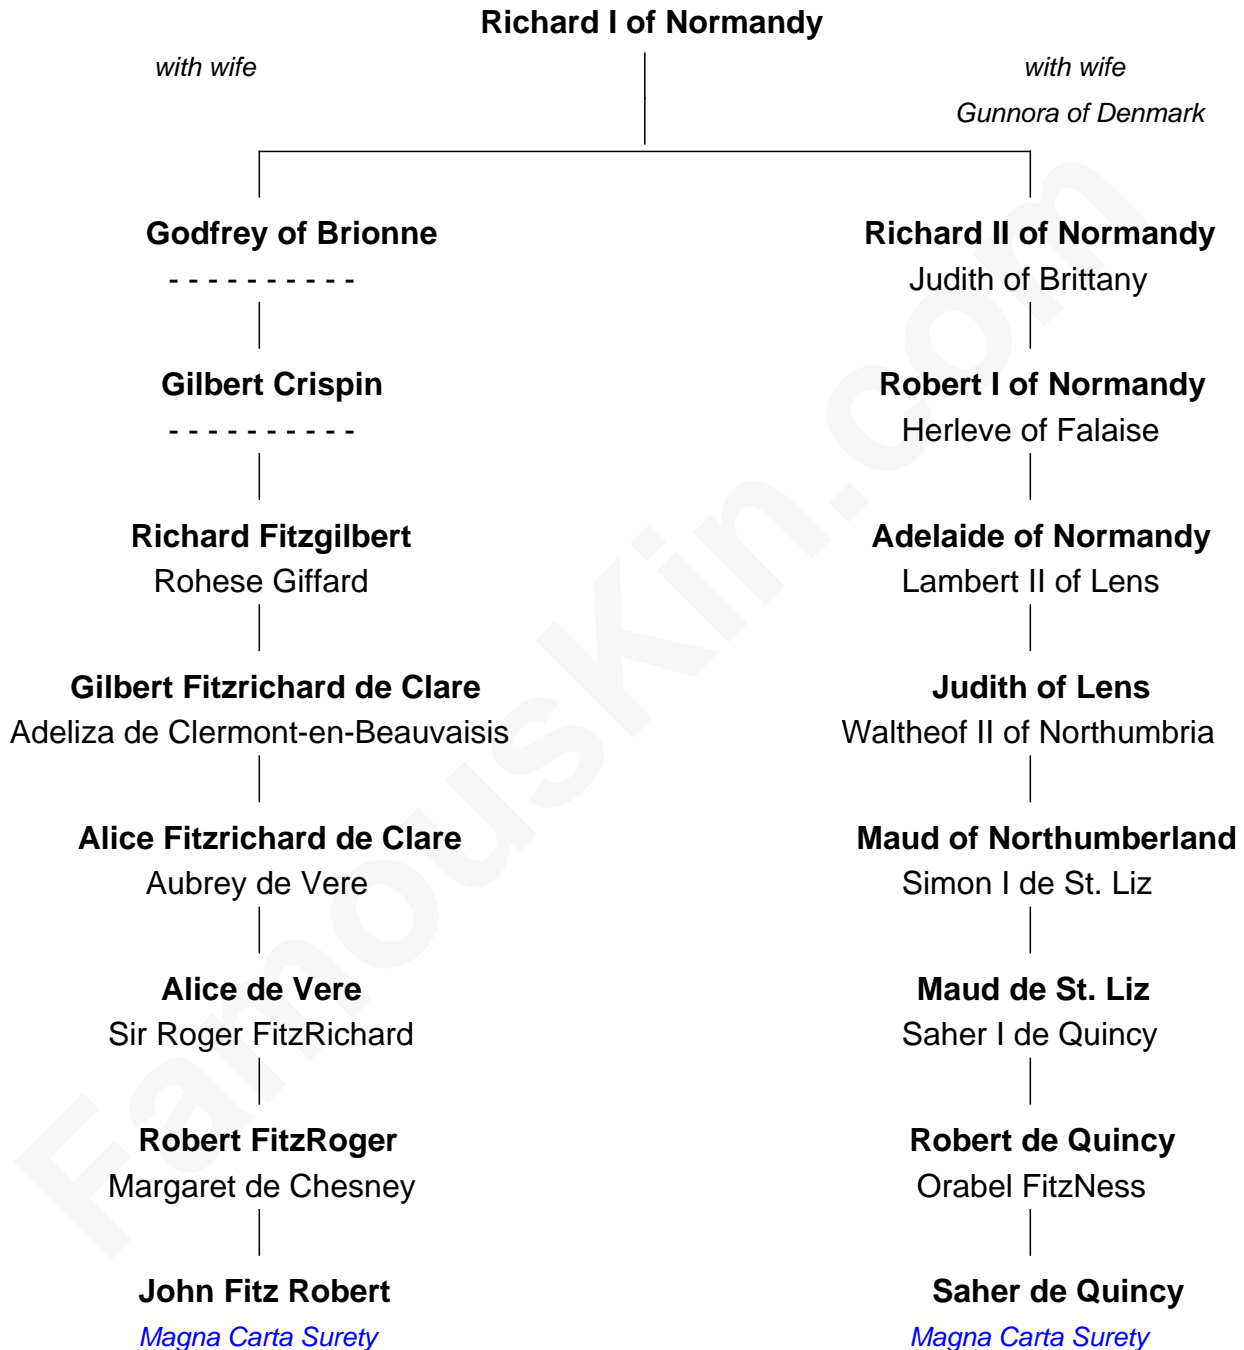 Richard I of Normandy
with wife
with wife
Gunnora of Denmark
Godfrey of Brionne
Richard II of Normandy
- - - - - - - - - -
Judith of Brittany
Gilbert Crispin
Robert I of Normandy
- - - - - - - - - -
Herleve of Falaise
Richard Fitzgilbert
Adelaide of Normandy
Rohese Giffard
Lambert II of Lens
Gilbert Fitzrichard de Clare
Judith of Lens
Adeliza de Clermont-en-Beauvaisis
Waltheof II of Northumbria
Alice Fitzrichard de Clare
Maud of Northumberland
Aubrey de Vere
Simon I de St. Liz
Alice de Vere
Maud de St. Liz
Sir Roger FitzRichard
Saher I de Quincy
Robert FitzRoger
Robert de Quincy
Margaret de Chesney
Orabel FitzNess
John Fitz Robert
Saher de Quincy
Magna Carta Surety
Magna Carta Surety
FamousKin.com